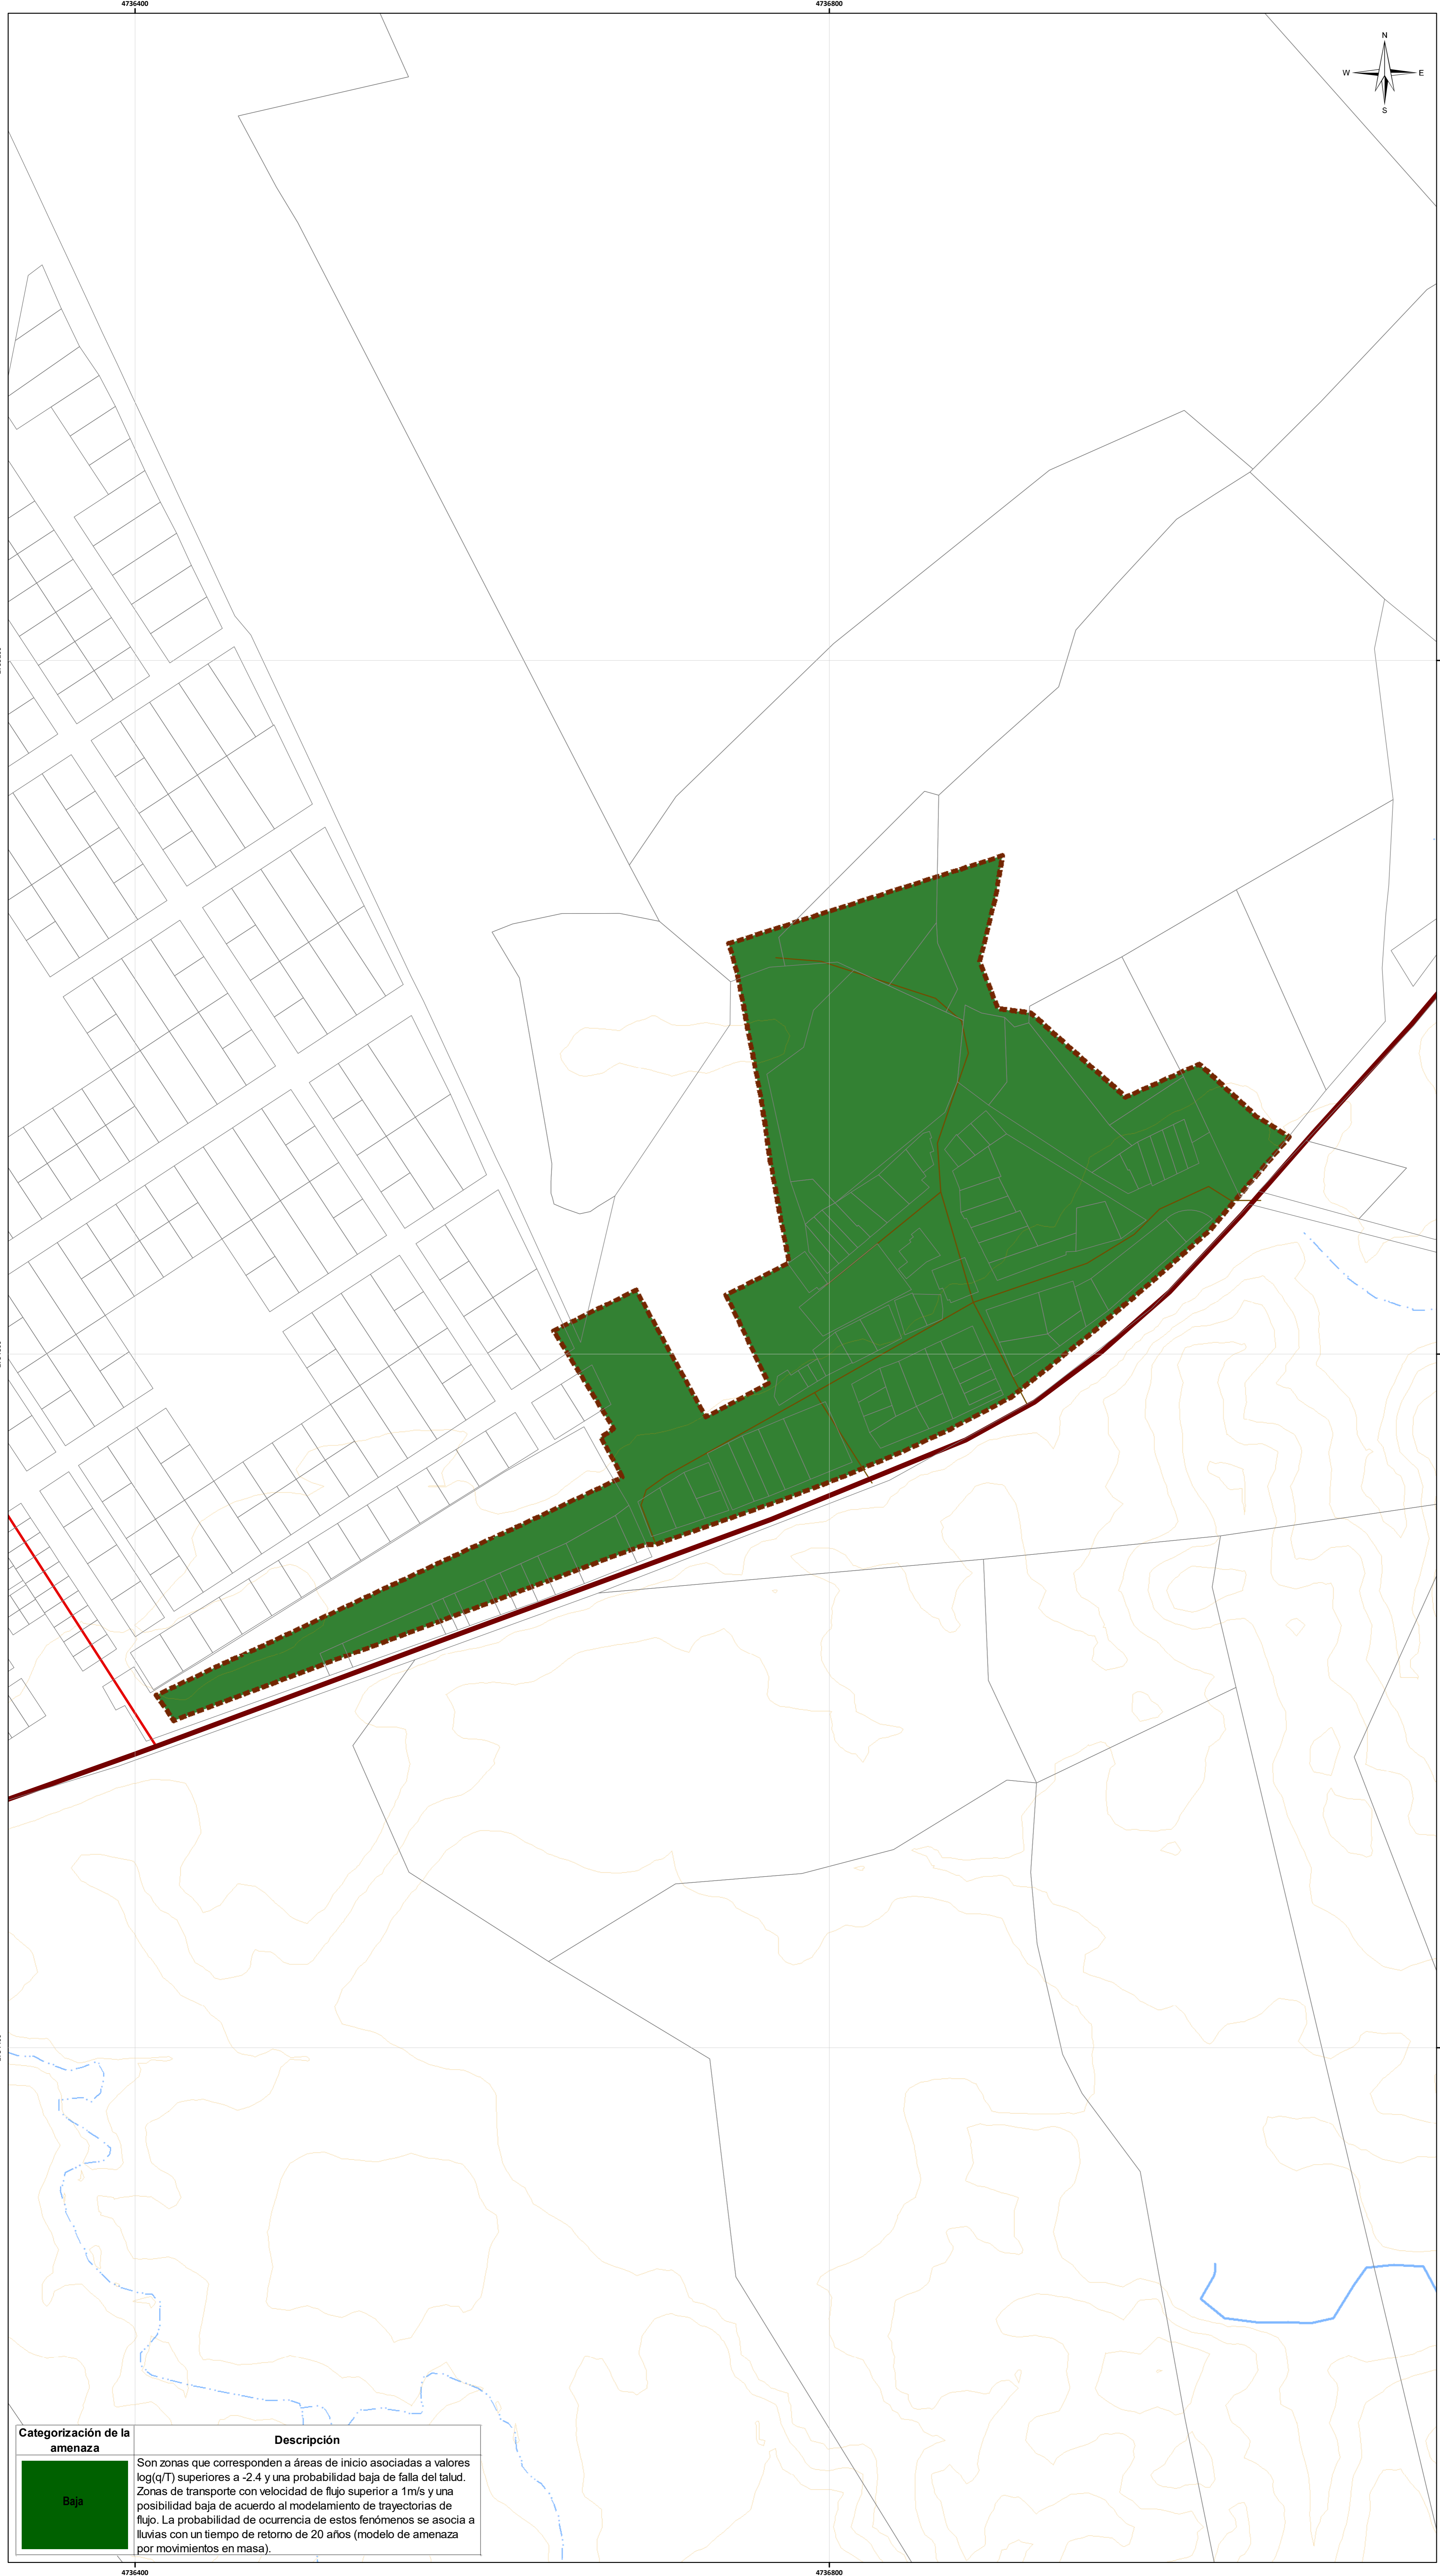 4736400
4736800
N
W
E
S
Categorización de la
amenaza
Descripción
Baja
Son zonas que corresponden a áreas de inicio asociadas a valores
log(q/T) superiores a -2.4 y una probabilidad baja de falla del talud.
Zonas de transporte con velocidad de flujo superior a 1m/s y una
posibilidad baja de acuerdo al modelamiento de trayectorias de
flujo. La probabilidad de ocurrencia de estos fenómenos se asocia a
lluvias con un tiempo de retorno de 20 años (modelo de amenaza
por movimientos en masa).
4736400
4736800